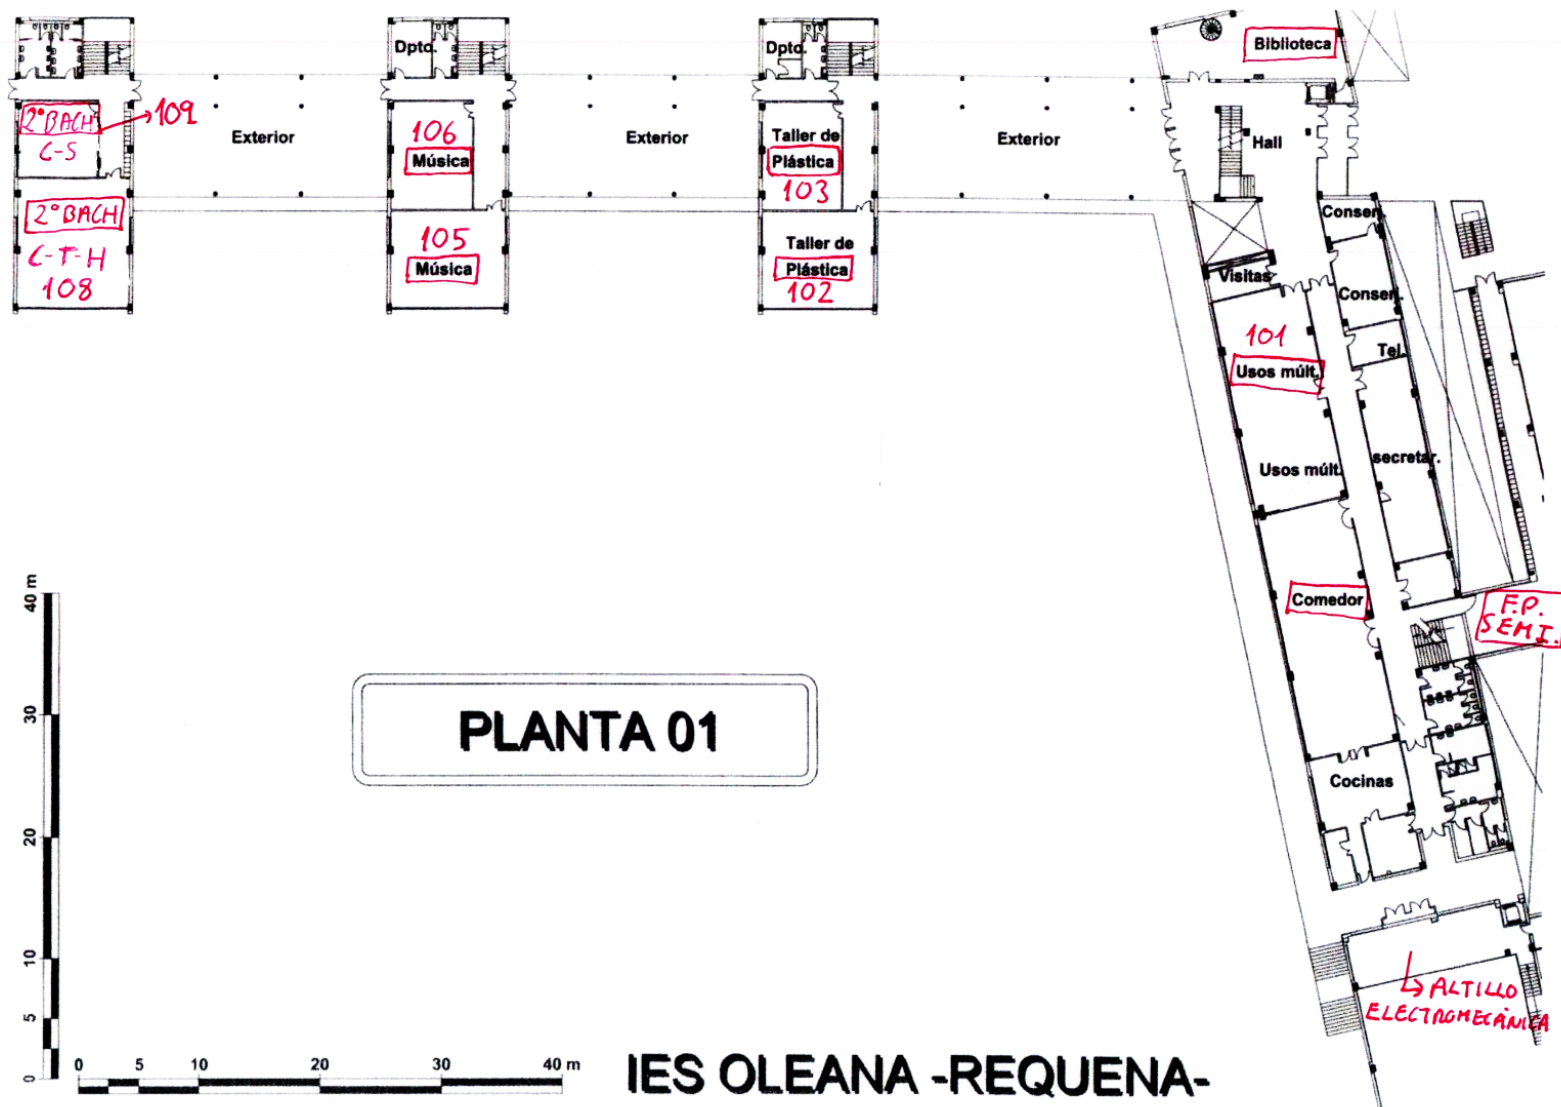 Dpto.
Dpto.
Biblioteca
2º BACH
C-S
109
Exterior
106
Música
Exterior
Taller de
Plástica
103
Exterior
Hall
2º BACH
C-T-H
108
105
Música
Taller de
Plástica
102
Conser.
Visitas
Conser.
101
Usos múlt.
Tel.
Usos múlt.
secretar.
Comedor
F.P.
SEMI.
Cocinas
PLANTA 01
ALTILLO
ELECTROMECÁNICA
40 m
30
20
10
5
0
0 5 10 20 30 40 m
IES OLEANA -REQUENA-